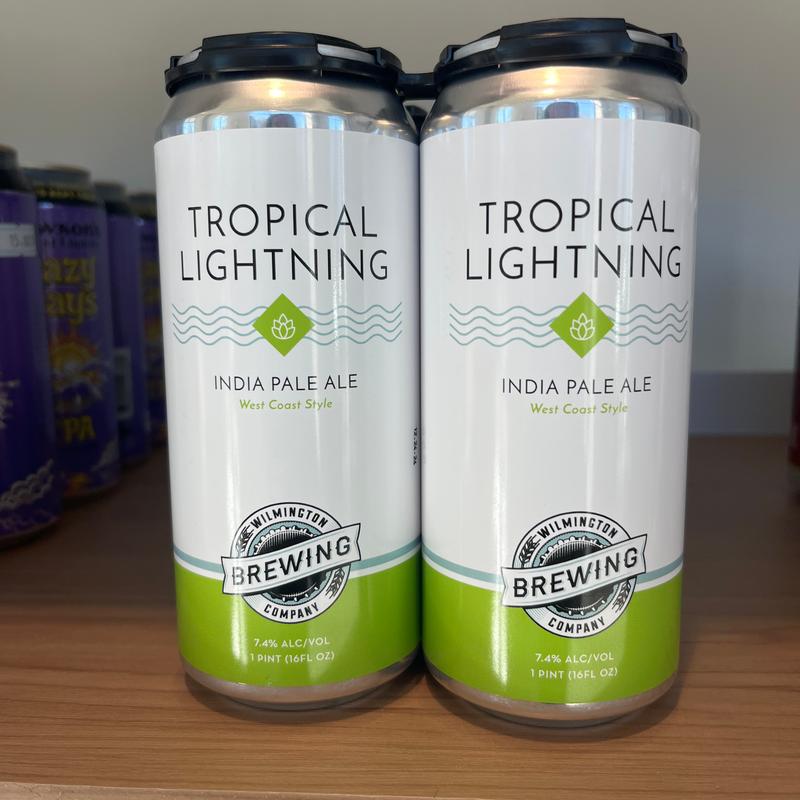 TROPICAL
LIGHTNING
INDIA PALE ALE
West Coast Style
WILMINGTON
BREWING
COMPANY
7.4% ALC/VOL
1 PINT (16FL OZ)
TROPICAL
LIGHTNING
INDIA PALE ALE
West Coast Style
WILMINGTON
BREWING
COMPANY
7.4% ALC/VOL
1 PINT (16FL OZ)